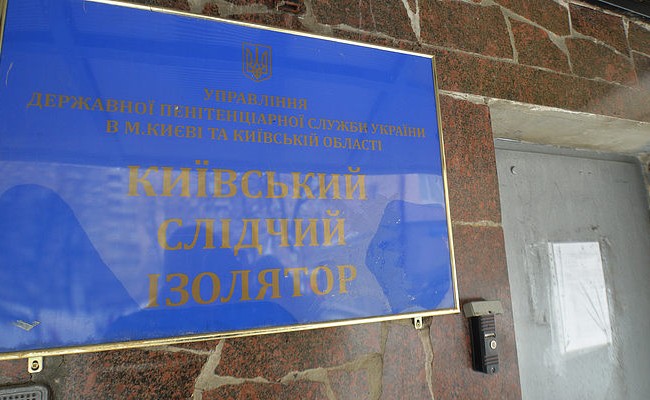 УПРАВЛІННЯ
ДЕРЖАВНОЇ ПЕНІТЕНЦІАРНОЇ СЛУЖБИ УКРАЇНИ
В М.КИЄВІ ТА КИЇВСЬКІЙ ОБЛАСТІ
КИЇВСЬКИЙ
СЛІДЧИЙ
ІЗОЛЯТОР